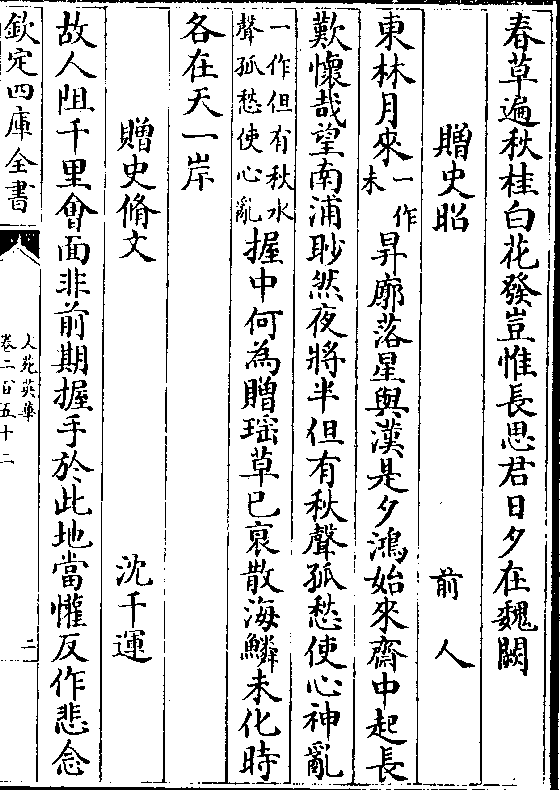 春草遍秋桂白花發豈惟長思君日夕在魏闕
贈史昭 前人
東林月來一作未昇廓落星與漢是夕鴻始來齋中起長
歎懷哉望南浦眇然夜將半但有秋聲孤愁使心神亂
一作但有秋水聲孤愁使心亂握中何為贈瑶草已衰散海鱗未化時
各在天一岸
贈史脩文 沈千運
故人阻千里會面非前期握手於此地當懽反作悲念
欽定四庫全書
文苑英華
卷二百五十二
二